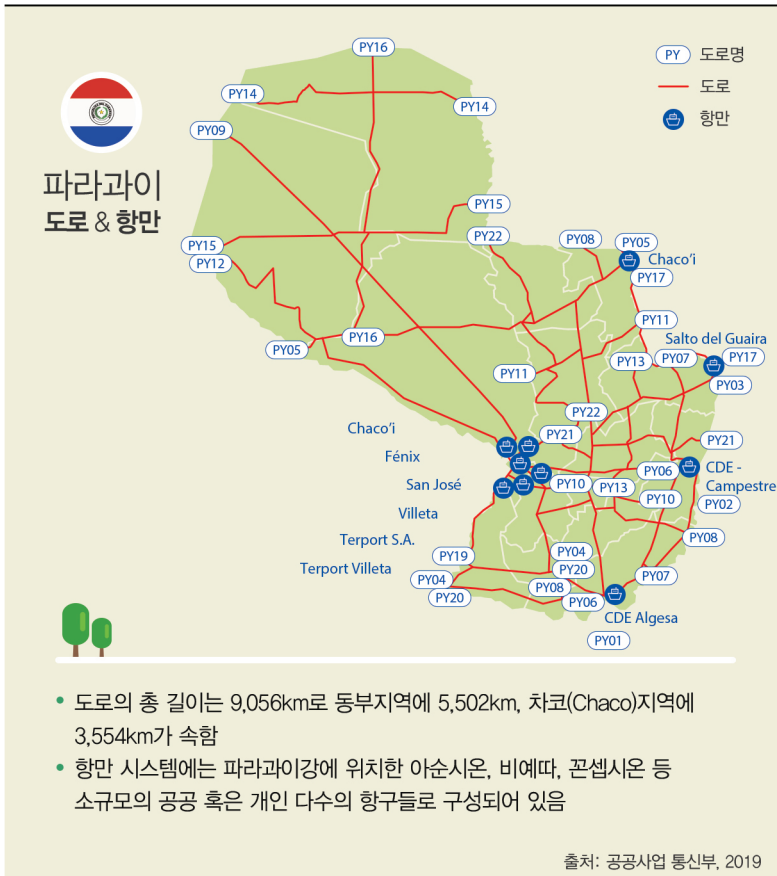 PY16
PY 도로명
PY14
도로
PY14
항만
PY09
파라과이
도로 & 항만
PY15
PY22
PY08
PY05
PY15
Chaco’i
PY12
PY17
PY11
PY16
Salto del Guaira
PY05
PY13
PY07
PY17
PY11
PY03
PY22
Chaco’i
PY21
PY21
Fénix
PY06
CDE -
Campestre
San José
PY10
PY13
PY10
PY02
Villeta
Terport S.A.
PY08
PY19
PY04
Terport Villeta
PY20
PY07
PY04
PY08
PY20
PY06
CDE Algesa
PY01
• 도로의 총 길이는 9,056km로 동부지역에 5,502km, 차코(Chaco)지역에
3,554km가 속함
• 항만 시스템에는 파라과이강에 위치한 아순시온, 비예따, 꼰셉시온 등
소규모의 공공 혹은 개인 다수의 항구들로 구성되어 있음
출처: 공공사업 통신부, 2019